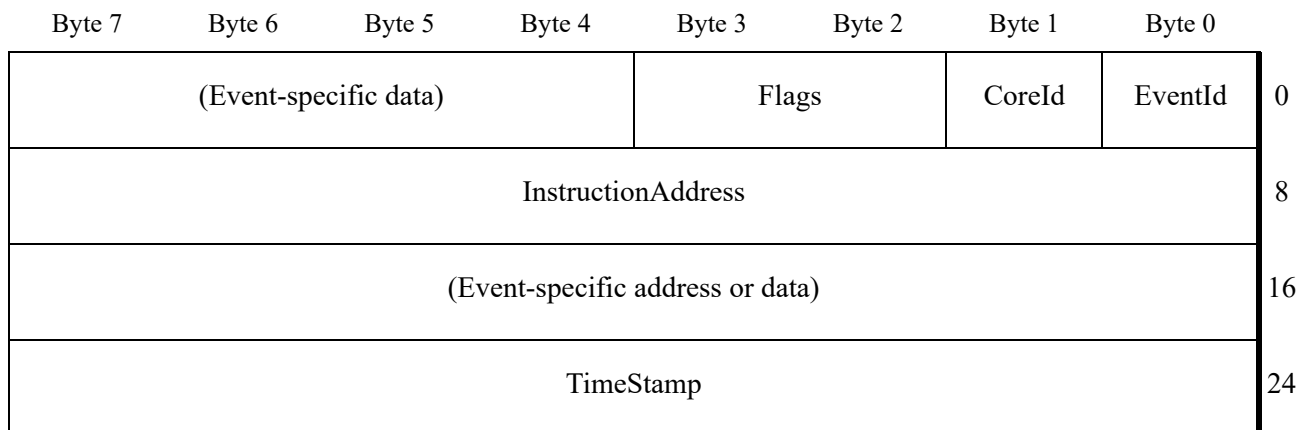 Byte 7 Byte 6 Byte 5 Byte 4 Byte 3 Byte 2 Byte 1 Byte 0
(Event-specific data) Flags CoreId EventId 0
InstructionAddress 8
(Event-specific address or data) 16
TimeStamp 24